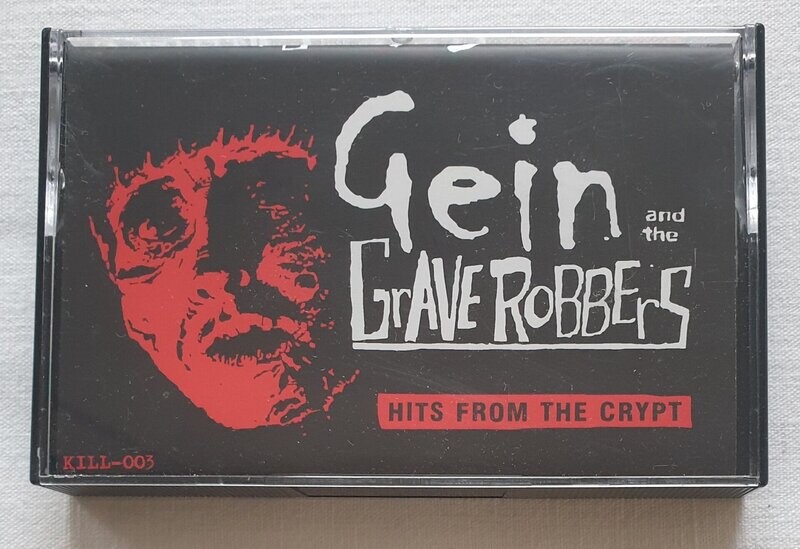 Gein
and the
GrAVE ROBBErS
HITS FROM THE CRYPT
KILL-003